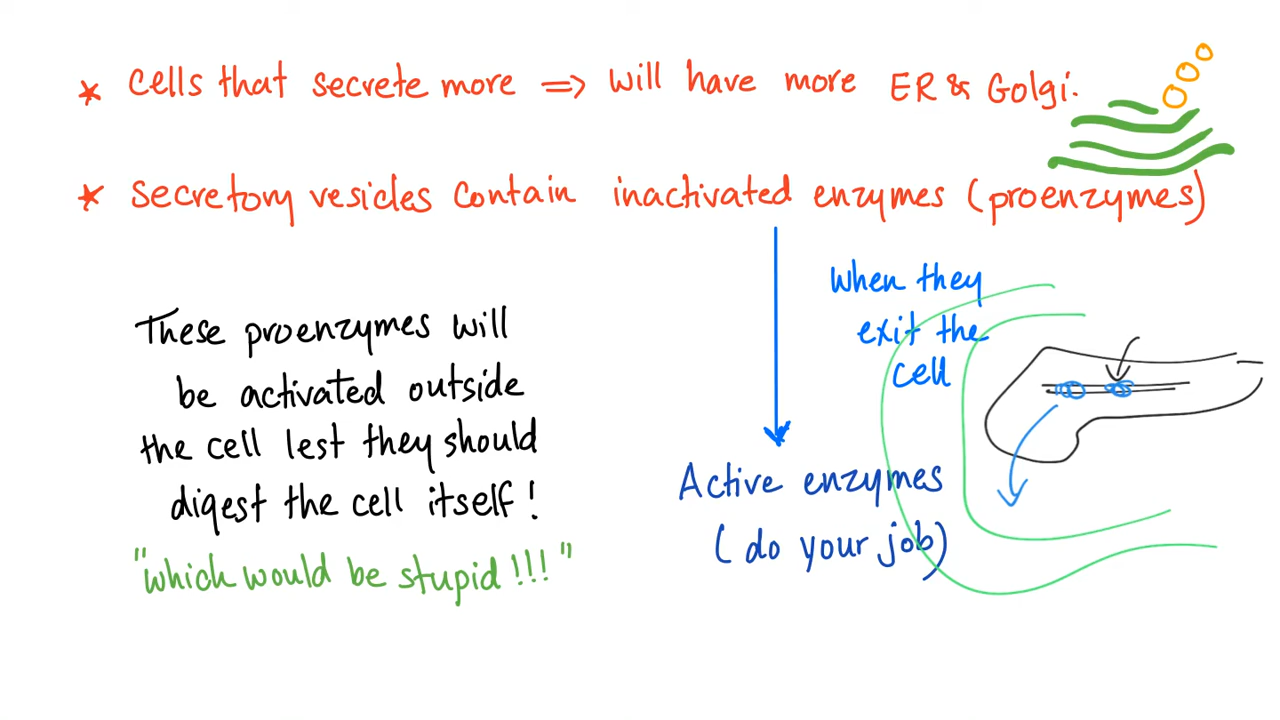 * Cells that secrete more ⇒ will have more ER & Golgi.
* Secretory vesicles contain inactivated enzymes (proenzymes)
These proenzymes will
be activated outside
the cell lest they should
digest the cell itself!
"which would be stupid!!!"
When they
exit the
cell
Active enzymes
(do your job)